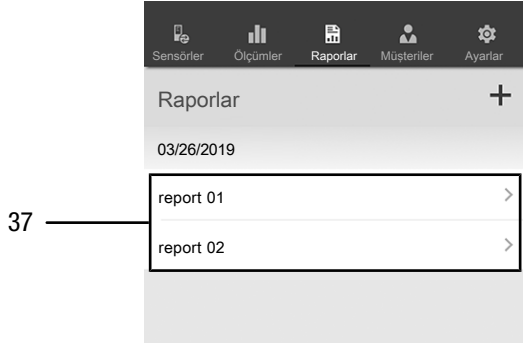 Sensörler Ölçümler Raporlar Müşteriler Ayarlar
Raporlar +
03/26/2019
report 01
37
report 02